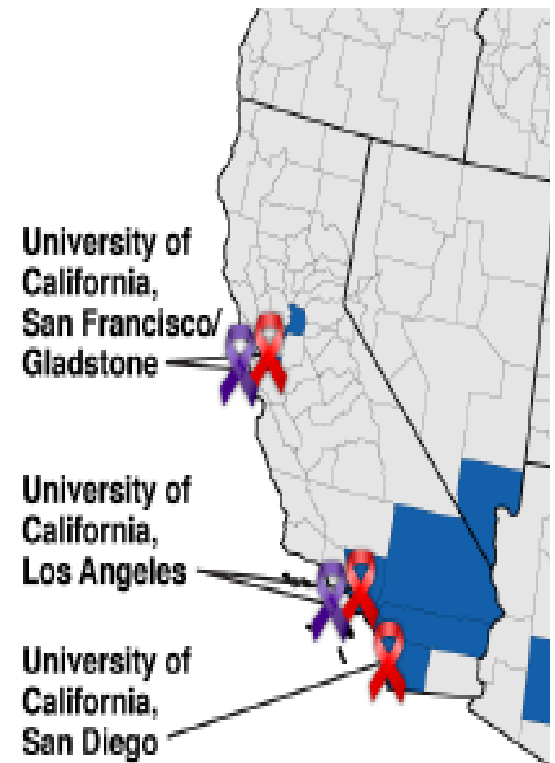 University of
California,
San Francisco/
Gladstone
University of
California,
Los Angeles
University of
California,
San Diego